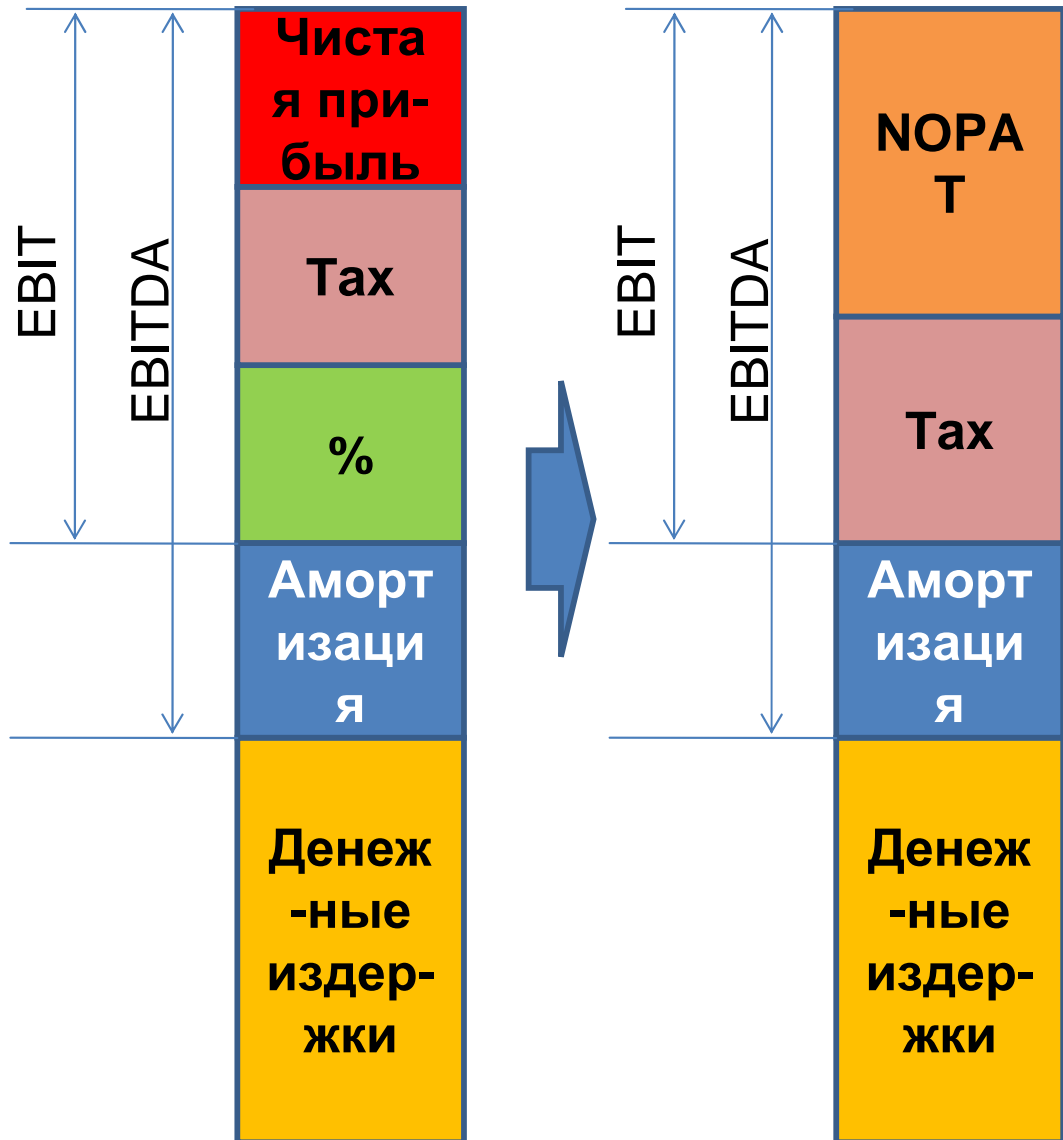 EBIT
EBITDA
Чиста
я при-
быль
Tax
%
Аморт
изаци
я
Денеж
-ные
издер-
жки
EBIT
EBITDA
NOPA
T
Tax
Аморт
изаци
я
Денеж
-ные
издер-
жки